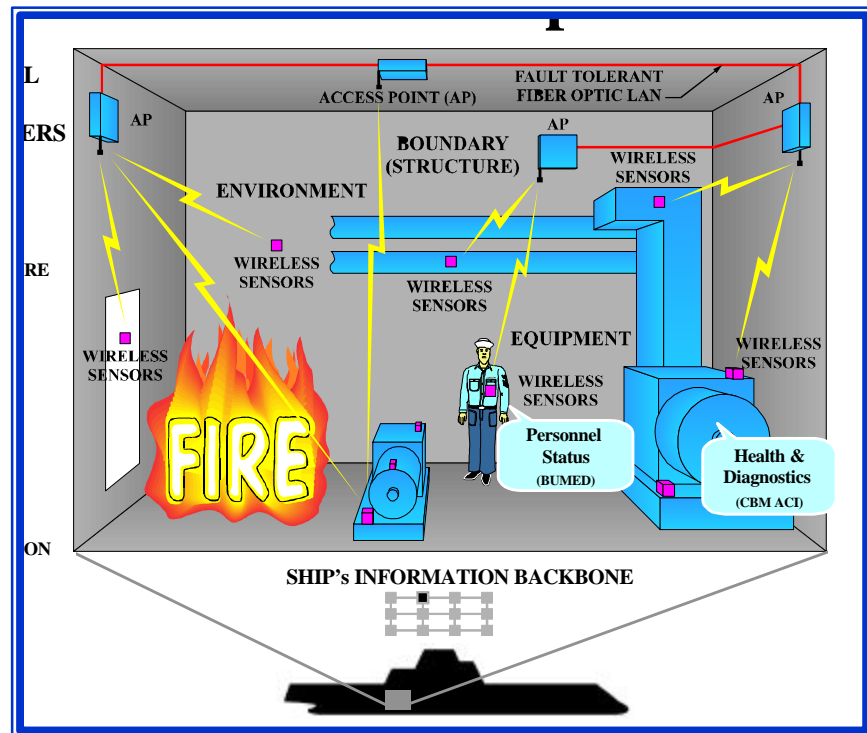 L
ERS
RE
ON
FAULT TOLERANT
FIBER OPTIC LAN
ACCESS POINT (AP)
AP
AP
AP
BOUNDARY
(STRUCTURE)
WIRELESS
SENSORS
ENVIRONMENT
WIRELESS
SENSORS
WIRELESS
SENSORS
WIRELESS
SENSORS
EQUIPMENT
WIRELESS
SENSORS
WIRELESS
SENSORS
FIRE
Personnel
Status
(BUMED)
Health &
Diagnostics
(CBM ACI)
SHIP's INFORMATION BACKBONE